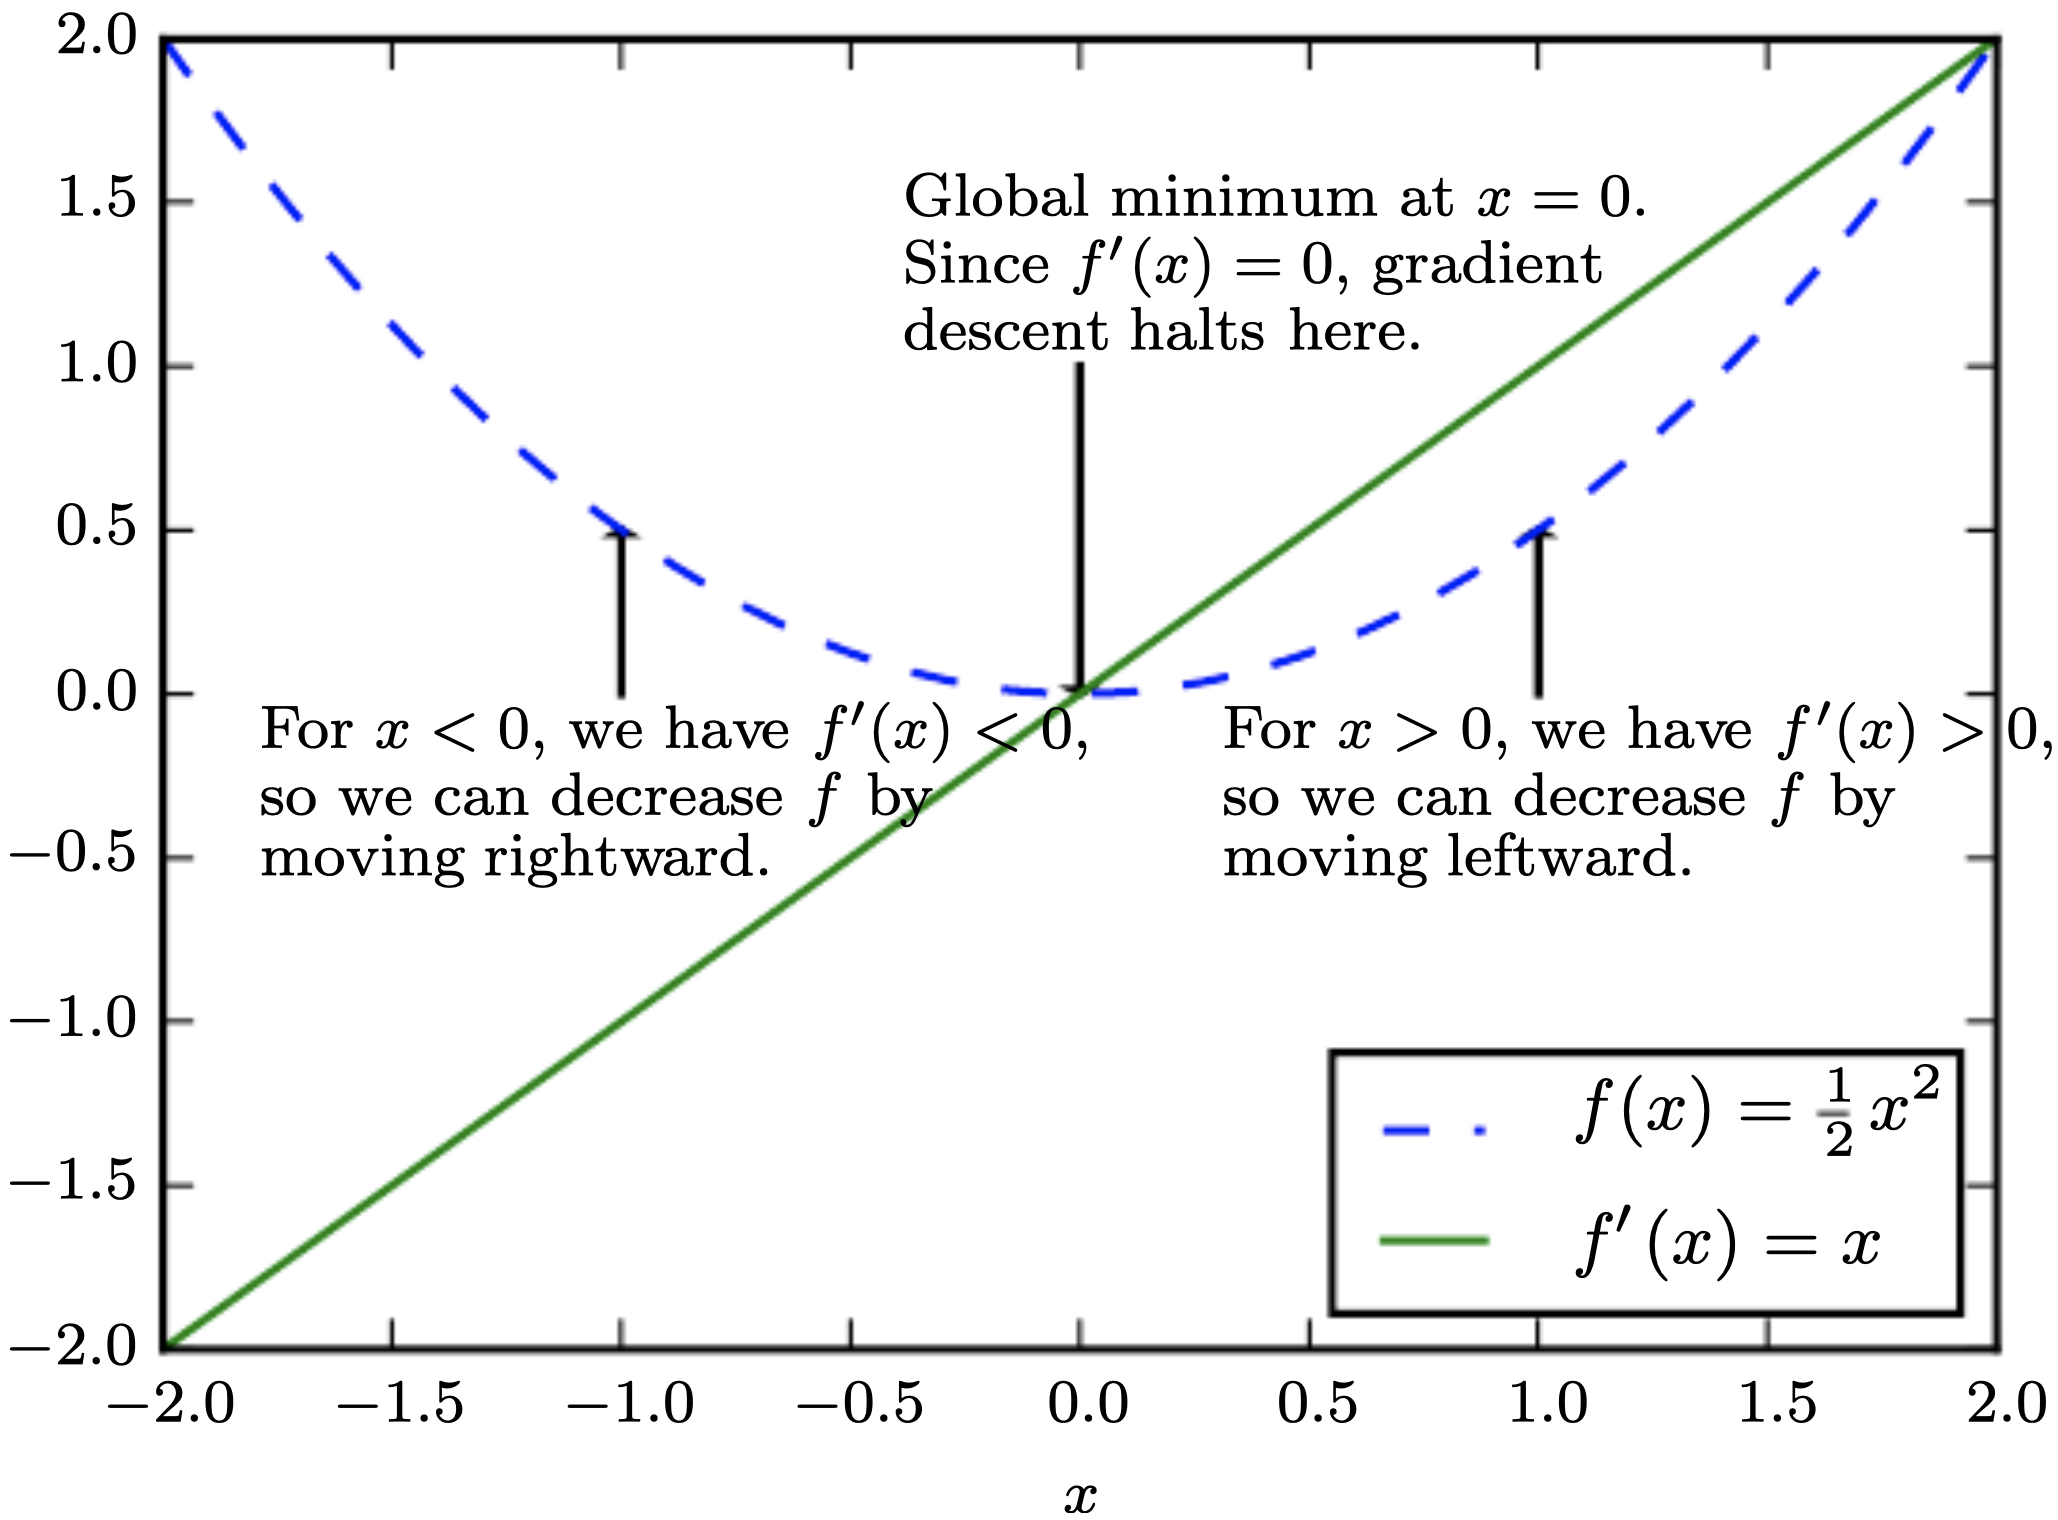 2.0
1.5
1.0
0.5
0.0
−0.5
−1.0
−1.5
−2.0
Global minimum at x = 0.
Since f′(x) = 0, gradient
descent halts here.
For x < 0, we have f′(x) < 0,
so we can decrease f by
moving rightward.
For x > 0, we have f′(x) > 0,
so we can decrease f by
moving leftward.
f(x) = ½ x²
f′(x) = x
−2.0 −1.5 −1.0 −0.5 0.0 0.5 1.0 1.5 2.0
x